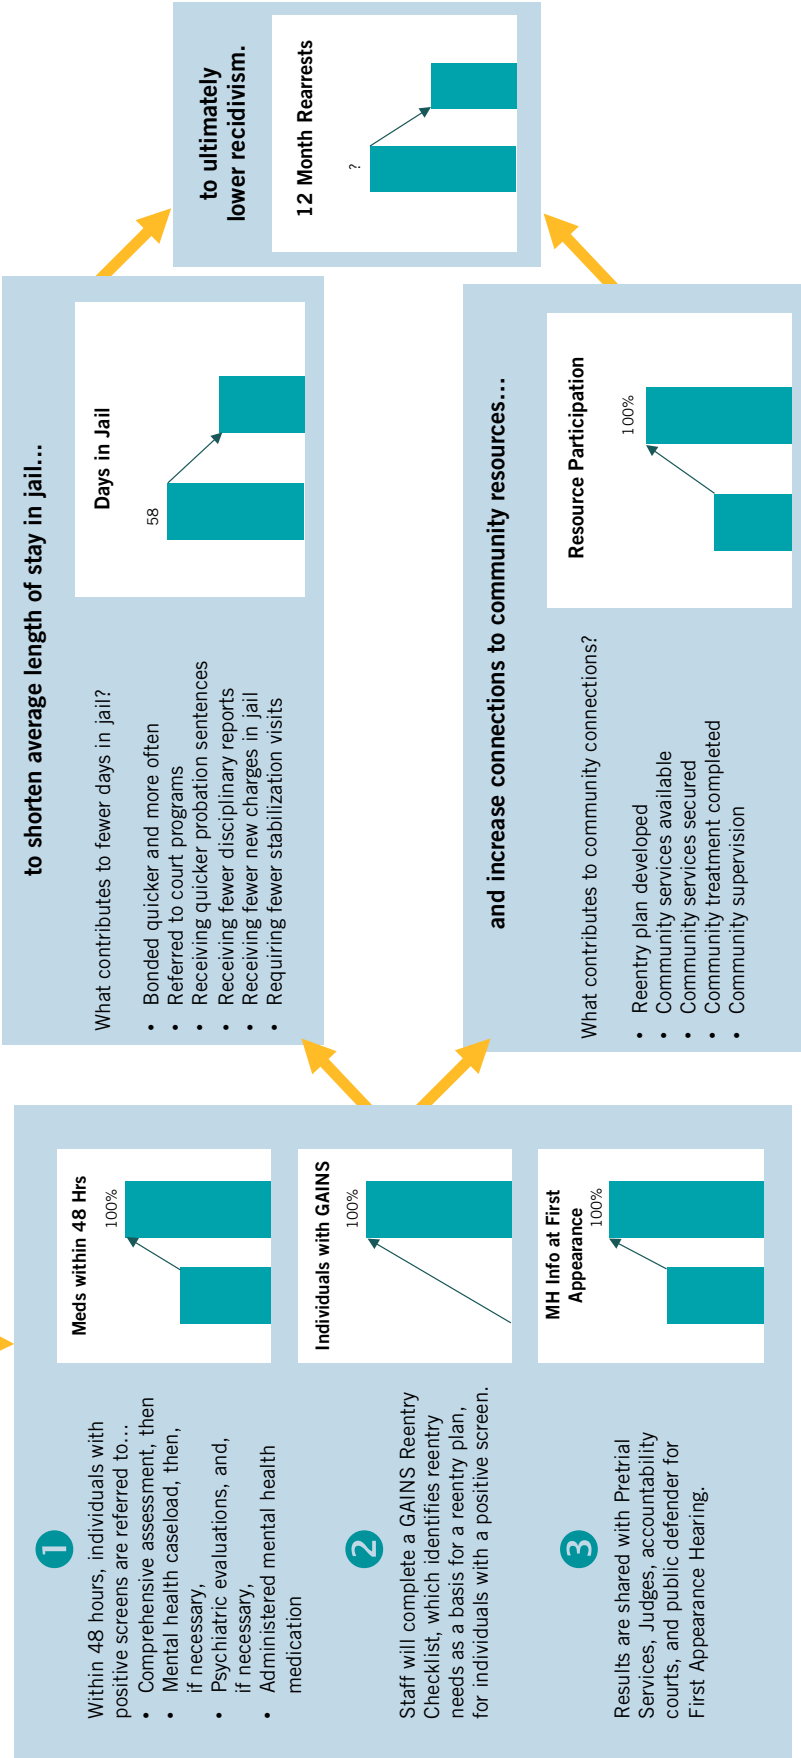 1
Within 48 hours, individuals with
positive screens are referred to...
• Comprehensive assessment, then
• Mental health caseload, then,
if necessary,
• Psychiatric evaluations, and,
if necessary,
• Administered mental health
medication
Meds within 48 Hrs
100%
2
Staff will complete a GAINS Reentry
Checklist, which identifies reentry
needs as a basis for a reentry plan,
for individuals with a positive screen.
Individuals with GAINS
100%
3
Results are shared with Pretrial
Services, Judges, accountability
courts, and public defender for
First Appearance Hearing.
MH Info at First
Appearance
100%
to shorten average length of stay in jail...
What contributes to fewer days in jail?
• Bonded quicker and more often
• Referred to court programs
• Receiving quicker probation sentences
• Receiving fewer disciplinary reports
• Receiving fewer new charges in jail
• Requiring fewer stabilization visits
Days in Jail
58
and increase connections to community resources...
What contributes to community connections?
• Reentry plan developed
• Community services available
• Community services secured
• Community treatment completed
• Community supervision
Resource Participation
100%
to ultimately
lower recidivism.
12 Month Rearrests
?